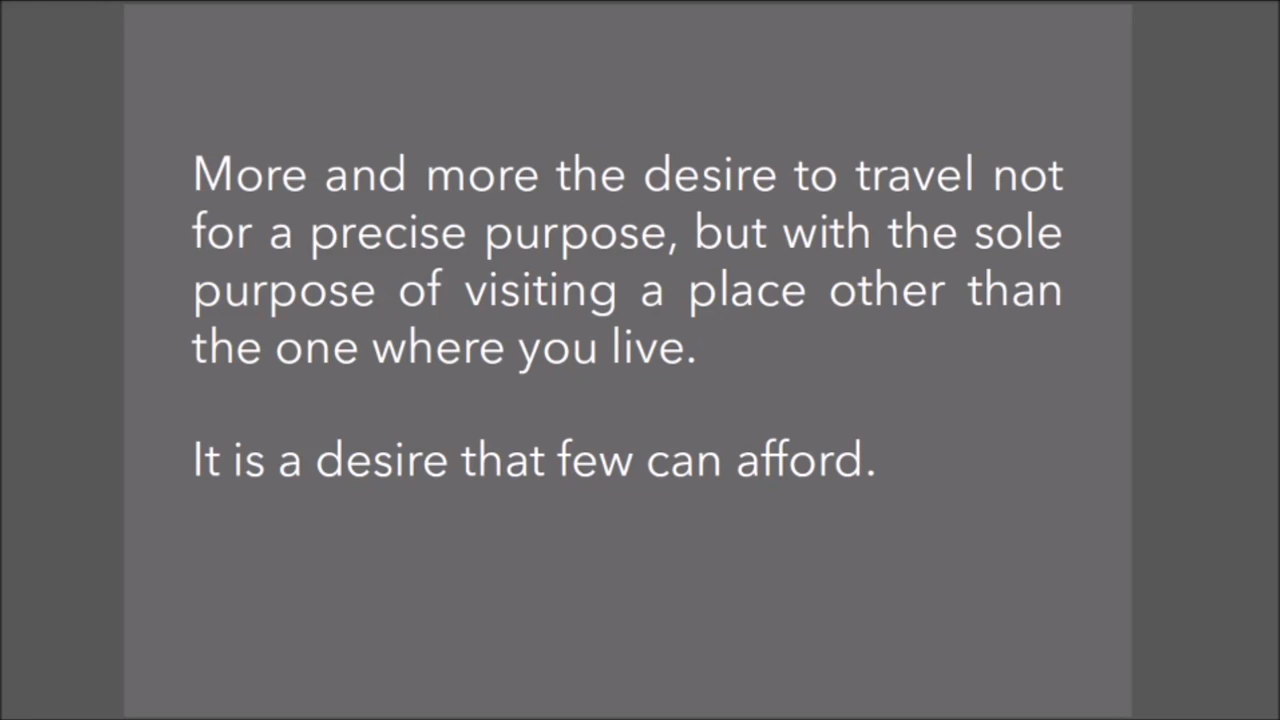 More and more the desire to travel not
for a precise purpose, but with the sole
purpose of visiting a place other than
the one where you live.
It is a desire that few can afford.